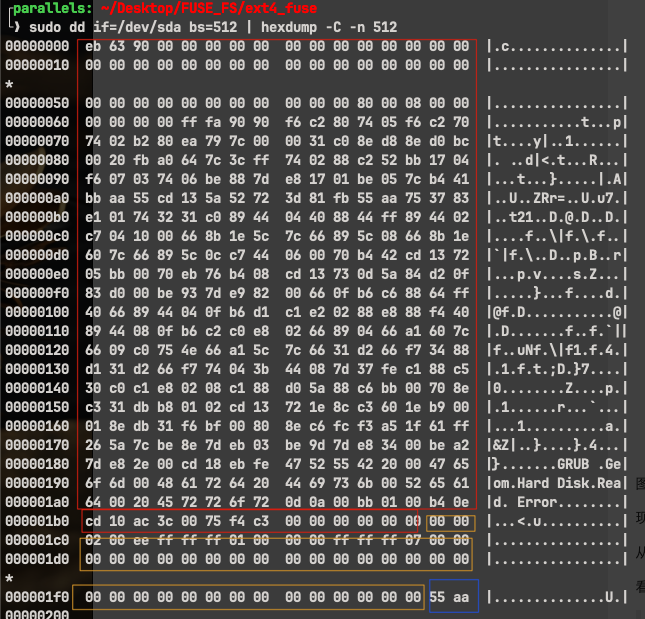 parallels: ~/Desktop/FUSE_FS/ext4_fuse
sudo dd if=/dev/sda bs=512 | hexdump -C -n 512
00000000 eb 63 90 00 00 00 00 00 00 00 00 00 00 00 00 00 |.c..............|
00000010 00 00 00 00 00 00 00 00 00 00 00 00 00 00 00 00 |................|
*
00000050 00 00 00 00 00 00 00 00 00 00 00 80 00 08 00 00 |................|
00000060 00 00 00 00 ff fa 90 90 f6 c2 80 74 05 f6 c2 70 |...........t...p|
00000070 74 02 b2 80 ea 79 7c 00 00 31 c0 8e d8 8e d0 bc |t....y|..1......|
00000080 00 20 fb a0 64 7c 3c ff 74 02 88 c2 52 bb 17 04 |. ..d|<.t...R...|
00000090 f6 07 03 74 06 be 88 7d e8 17 01 be 05 7c b4 41 |...t...}.....|.A|
000000a0 bb aa 55 cd 13 5a 52 72 3d 81 fb 55 aa 75 37 83 |..U..ZRr=..U.u7.|
000000b0 e1 01 74 32 31 c0 89 44 04 40 88 44 ff 89 44 02 |..t21..D.@.D..D.|
000000c0 c7 04 10 00 66 8b 1e 5c 7c 66 89 5c 08 66 8b 1e |....f..\|f.\.f..|
000000d0 60 7c 66 89 5c 0c c7 44 06 00 70 b4 42 cd 13 72 |`|f.\..D..p.B..r|
000000e0 05 bb 00 70 eb 76 b4 08 cd 13 73 0d 5a 84 d2 0f |...p.v....s.Z...|
000000f0 83 d0 00 be 93 7d e9 82 00 66 0f b6 c6 88 64 ff |.....}...f....d.|
00000100 40 66 89 44 04 0f b6 d1 c1 e2 02 88 e8 88 f4 40 |@f.D...........@|
00000110 89 44 08 0f b6 c2 c0 e8 02 66 89 04 66 a1 60 7c |.D.......f..f.`||
00000120 66 09 c0 75 4e 66 a1 5c 7c 66 31 d2 66 f7 34 88 |f..uNf.\|f1.f.4.|
00000130 d1 31 d2 66 f7 74 04 3b 44 08 7d 37 fe c1 88 c5 |.1.f.t.;D.}7....|
00000140 30 c0 c1 e8 02 08 c1 88 d0 5a 88 c6 bb 00 70 8e |0........Z....p.|
00000150 c3 31 db b8 01 02 cd 13 72 1e 8c c3 60 1e b9 00 |.1......r...`...|
00000160 01 8e db 31 f6 bf 00 80 8e c6 fc f3 a5 1f 61 ff |...1..........a.|
00000170 26 5a 7c be 8e 7d eb 03 be 9d 7d e8 34 00 be a2 |&Z|..}....}.4...|
00000180 7d e8 2e 00 cd 18 eb fe 47 52 55 42 20 00 47 65 |}.......GRUB .Ge|
00000190 6f 6d 00 48 61 72 64 20 44 69 73 6b 00 52 65 61 |om.Hard Disk.Rea|
000001a0 64 00 20 45 72 72 6f 72 0d 0a 00 bb 01 00 b4 0e |d. Error........|
000001b0 cd 10 ac 3c 00 75 f4 c3 00 00 00 00 00 00 00 00 |...<.u..........|
000001c0 02 00 ee ff ff ff 01 00 00 00 ff ff ff 07 00 00 |................|
000001d0 00 00 00 00 00 00 00 00 00 00 00 00 00 00 00 00 |................|
*
000001f0 00 00 00 00 00 00 00 00 00 00 00 00 00 00 55 aa |..............U.|
00000200